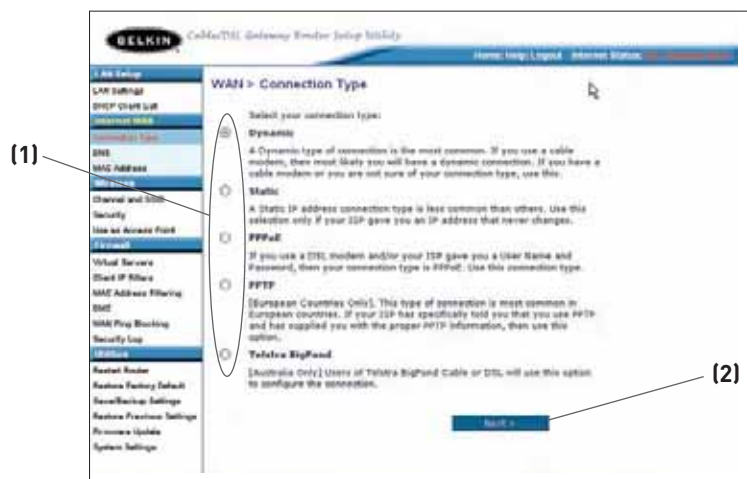 BELKIN
Cable/DSL Gateway Router Setup Utility
Home| Help| Logout Internet Status:
LAN Setup
LAN Settings
DHCP Client List
Internet WAN
Connection Type
DNS
MAC Address
Wireless
Channel and SSID
Security
Use as Access Point
Firewall
Virtual Servers
Client IP Filters
MAC Address Filtering
DMZ
WAN Ping Blocking
Security Log
Utilities
Restart Router
Restore Factory Default
Save/Backup Settings
Restore Previous Settings
Firmware Update
System Settings
WAN > Connection Type
Select your connection type:
Dynamic
A Dynamic type of connection is the most common. If you use a cable
modem, then most likely you will have a dynamic connection. If you have a
cable modem or you are not sure of your connection type, use this.
Static
A Static IP address connection type is less common than others. Use this
selection only if your ISP gave you an IP address that never changes.
PPPoE
If you use a DSL modem and/or your ISP gave you a User Name and
Password, then your connection type is PPPoE. Use this connection type.
PPTP
[European Countries Only]. This type of connection is most common in
European countries. If your ISP has specifically told you that you use PPTP
and has supplied you with the proper PPTP information, then use this
option.
Telstra BigPond
[Australia Only] Users of Telstra BigPond Cable or DSL will use this option
to configure the connection.
Next >
(1)
(2)